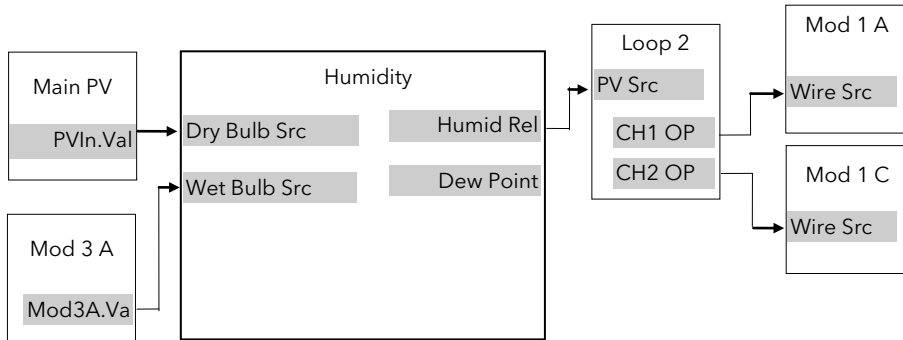 Main PV
PVIn.Val
Mod 3 A
Mod3A.Va
Humidity
Dry Bulb Src
Wet Bulb Src
Humid Rel
Dew Point
Loop 2
PV Src
CH1 OP
CH2 OP
Mod 1 A
Wire Src
Mod 1 C
Wire Src